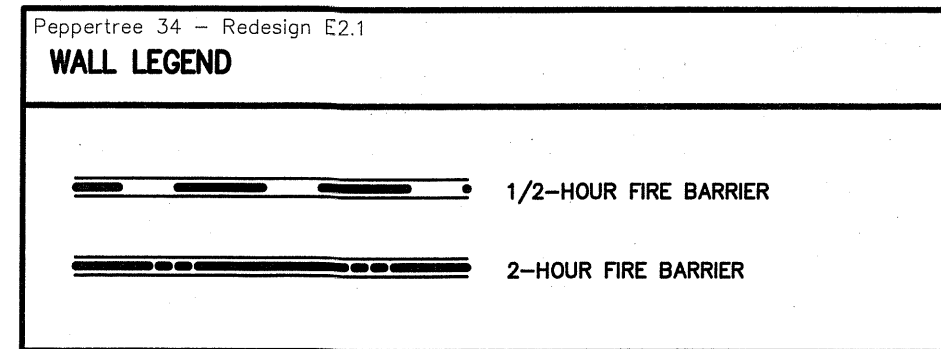 Peppertree 34 – Redesign E2.1
WALL LEGEND
1/2–HOUR FIRE BARRIER
2–HOUR FIRE BARRIER